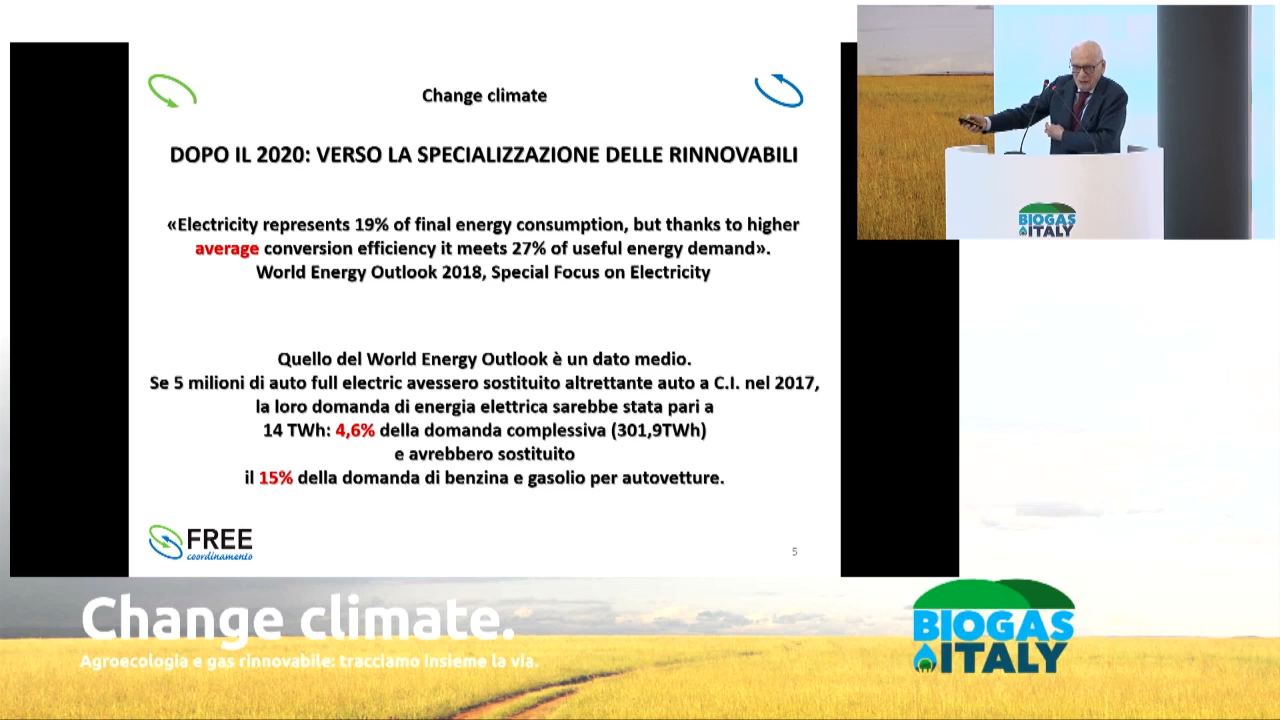 Change climate
DOPO IL 2020: VERSO LA SPECIALIZZAZIONE DELLE RINNOVABILI
«Electricity represents 19% of final energy consumption, but thanks to higher
average conversion efficiency it meets 27% of useful energy demand».
World Energy Outlook 2018, Special Focus on Electricity
Quello del World Energy Outlook è un dato medio.
Se 5 milioni di auto full electric avessero sostituito altrettante auto a C.I. nel 2017,
la loro domanda di energia elettrica sarebbe stata pari a
14 TWh: 4,6% della domanda complessiva (301,9TWh)
e avrebbero sostituito
il 15% della domanda di benzina e gasolio per autovetture.
FREE
coordinamento
5
BIOGAS
ITALY
Change climate.
Agroecologia e gas rinnovabile: tracciamo insieme la via.
BIOGAS
ITALY